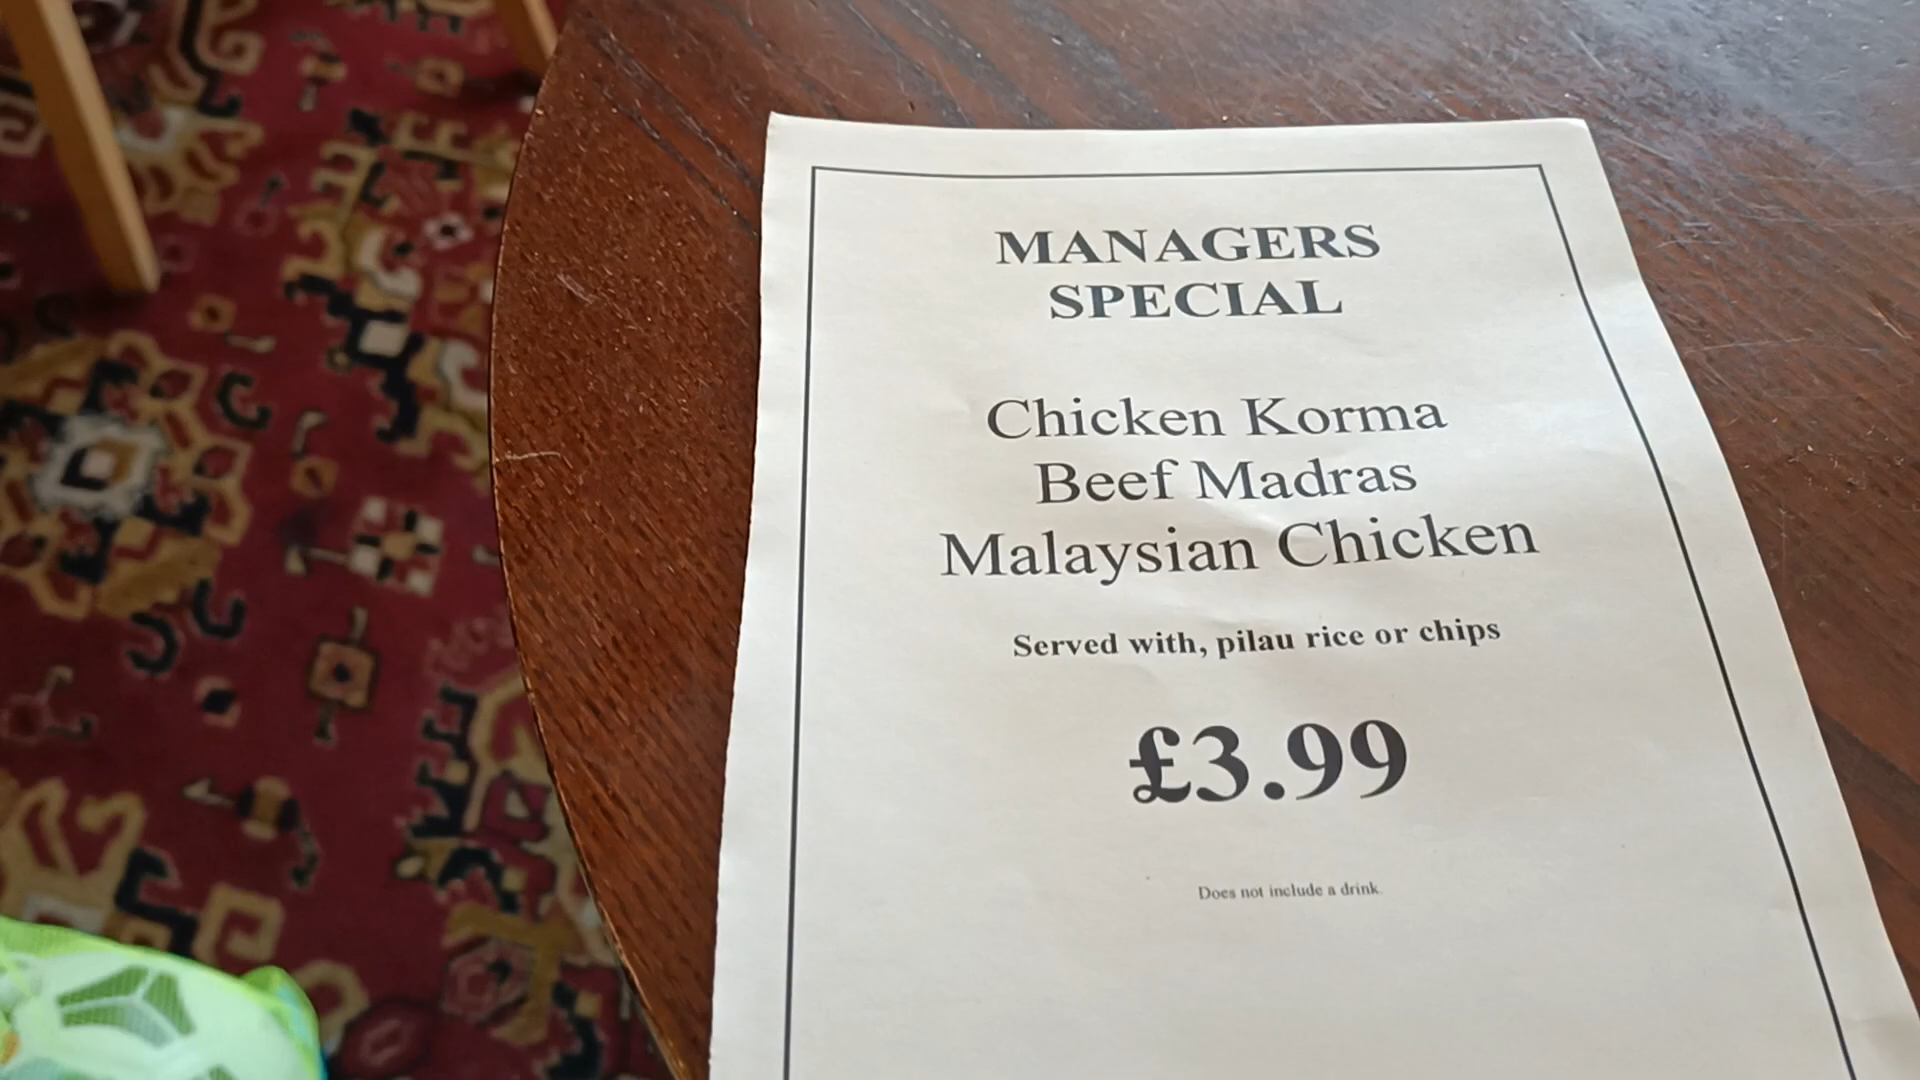 MANAGERS
SPECIAL
Chicken Korma
Beef Madras
Malaysian Chicken
Served with, pilau rice or chips
£3.99
Does not include a drink.